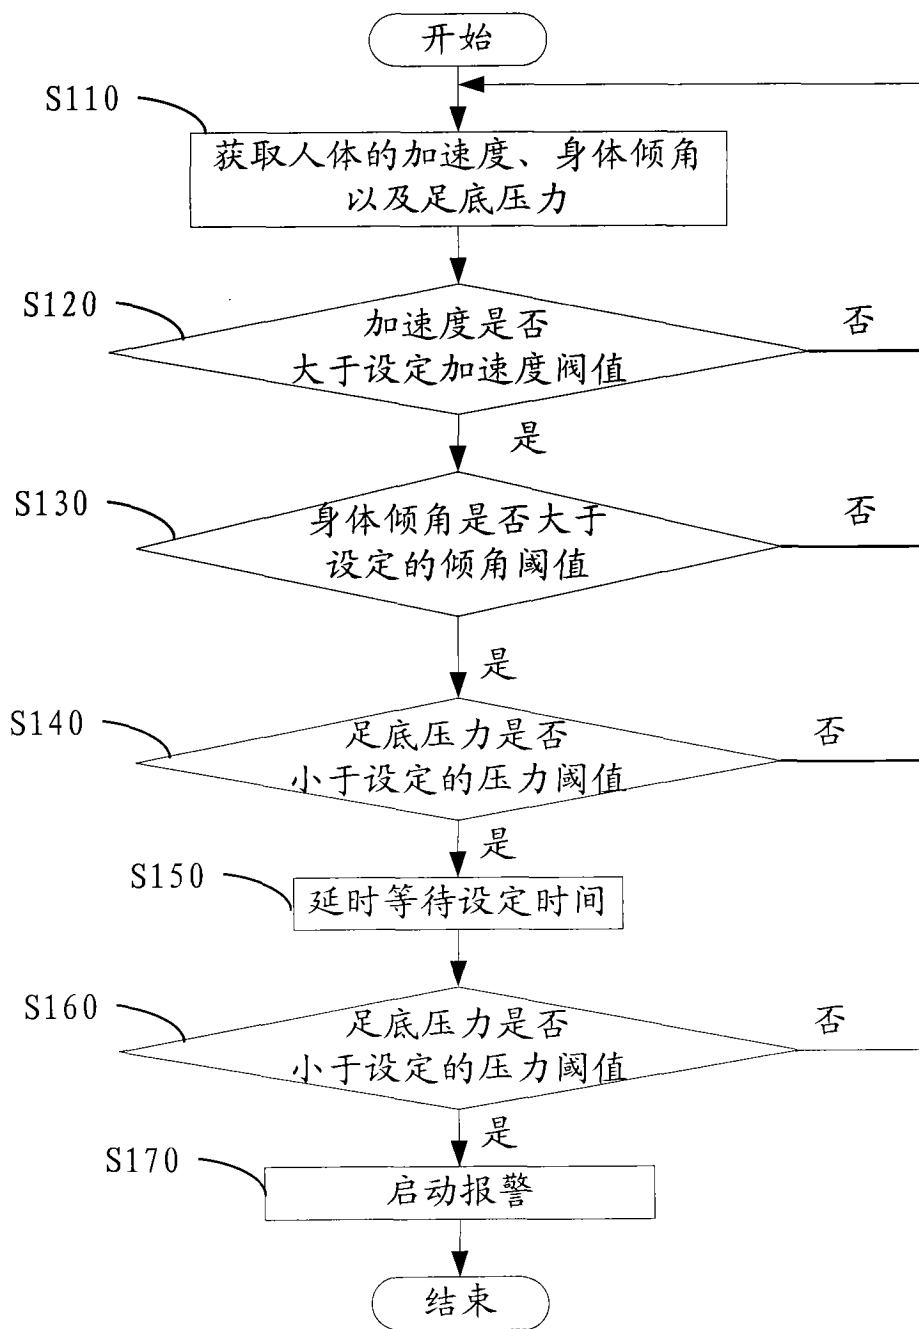 开始
S110
获取人体的加速度、身体倾角
以及足底压力
S120
加速度是否
大于设定加速度阀值
否
是
S130
身体倾角是否大于
设定的倾角阈值
否
是
S140
足底压力是否
小于设定的压力阈值
否
是
S150
延时等待设定时间
S160
足底压力是否
小于设定的压力阈值
否
是
S170
启动报警
结束